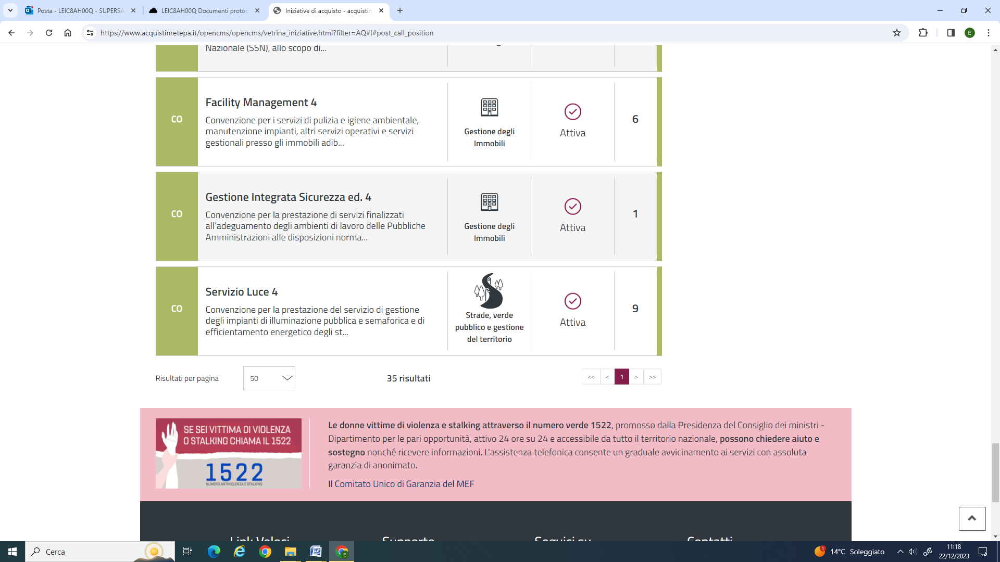 Posta - LEIC8AH00Q - SUPERSA
LEIC8AH00Q Documenti protoc
Iniziative di acquisto - acquistin
https://www.acquistinretepa.it/opencms/opencms/vetrina_iniziative.html?filter=AQ#!#post_call_position
E
Nazionale (SSN), allo scopo di...
CO
Facility Management 4
Convenzione per i servizi di pulizia e igiene ambientale,
manutenzione impianti, altri servizi operativi e servizi
gestionali presso gli immobili adib...
Gestione degli
Immobili
Attiva
6
CO
Gestione Integrata Sicurezza ed. 4
Convenzione per la prestazione di servizi finalizzati
all’adeguamento degli ambienti di lavoro delle Pubbliche
Amministrazioni alle disposizioni norma...
Gestione degli
Immobili
Attiva
1
CO
Servizio Luce 4
Convenzione per la prestazione del servizio di gestione
degli impianti di illuminazione pubblica e semaforica e di
efficientamento energetico degli st...
Strade, verde
pubblico e gestione
del territorio
Attiva
9
Risultati per pagina
50
35 risultati
<< < 1 > >>
SE SEI VITTIMA DI VIOLENZA
O STALKING CHIAMA IL 1522
1522
NUMERO ANTIVIOLENZA E STALKING
Le donne vittime di violenza e stalking attraverso il numero verde 1522, promosso dalla Presidenza del Consiglio dei ministri -
Dipartimento per le pari opportunità, attivo 24 ore su 24 e accessibile da tutto il territorio nazionale, possono chiedere aiuto e
sostegno nonché ricevere informazioni. L'assistenza telefonica consente un graduale avvicinamento ai servizi con assoluta
garanzia di anonimato.
Il Comitato Unico di Garanzia del MEF
Link Veloci
Supporto
Seguici su
Contatti
Cerca
E
1
14°C Soleggiato
11:18
22/12/2023